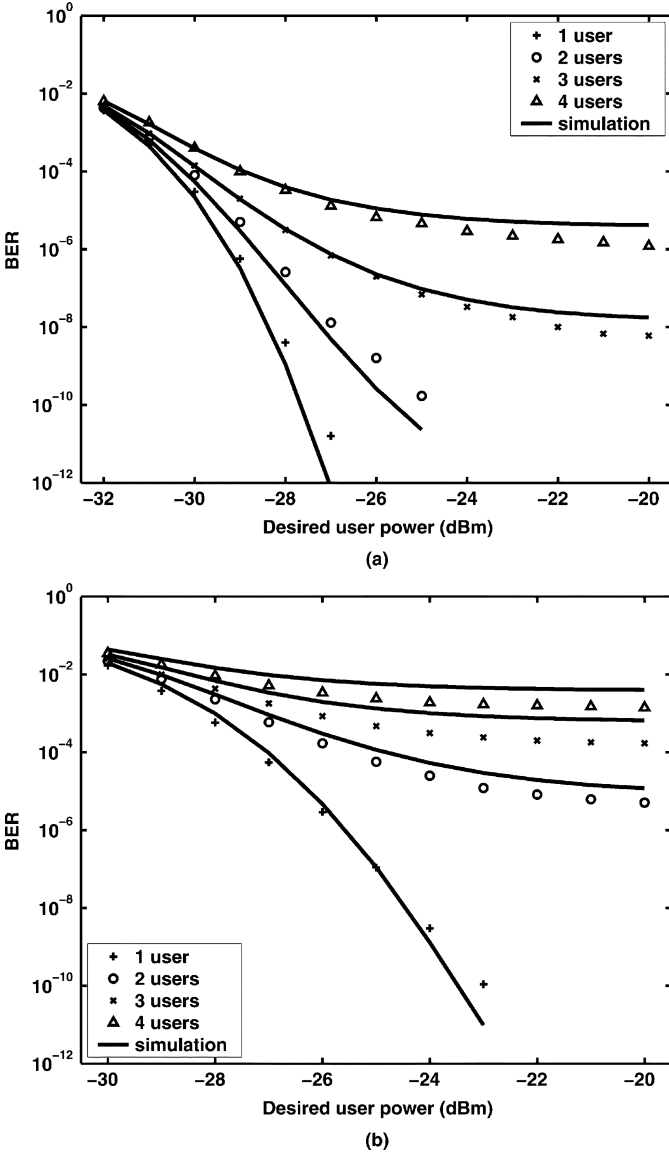 10^0
10^-2
10^-4
10^-6
10^-8
10^-10
10^-12
BER
1 user
2 users
3 users
4 users
simulation
−32 −30 −28 −26 −24 −22 −20
Desired user power (dBm)
(a)
10^0
10^-2
10^-4
10^-6
10^-8
10^-10
10^-12
BER
1 user
2 users
3 users
4 users
simulation
−30 −28 −26 −24 −22 −20
Desired user power (dBm)
(b)